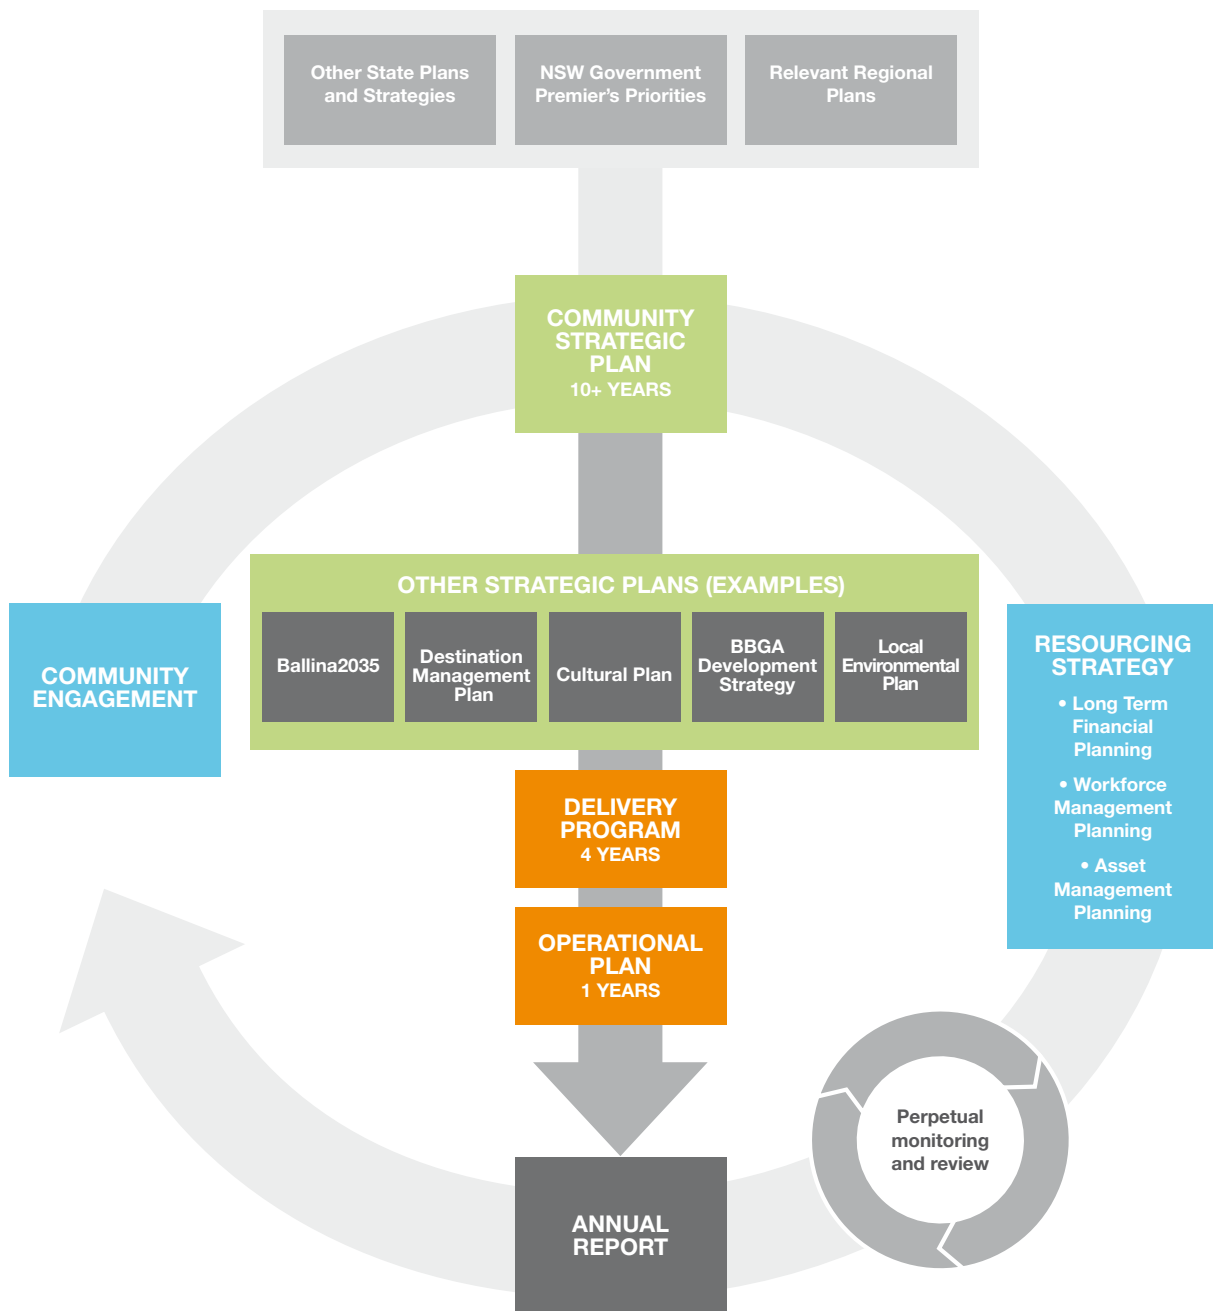 Other State Plans
and Strategies
NSW Government
Premier’s Priorities
Relevant Regional
Plans
COMMUNITY
STRATEGIC
PLAN
10+ YEARS
OTHER STRATEGIC PLANS (EXAMPLES)
Ballina2035
Destination
Management
Plan
Cultural Plan
BBGA
Development
Strategy
Local
Environmental
Plan
COMMUNITY
ENGAGEMENT
RESOURCING
STRATEGY
• Long Term
Financial
Planning
• Workforce
Management
Planning
• Asset
Management
Planning
DELIVERY
PROGRAM
4 YEARS
OPERATIONAL
PLAN
1 YEARS
Perpetual
monitoring
and review
ANNUAL
REPORT